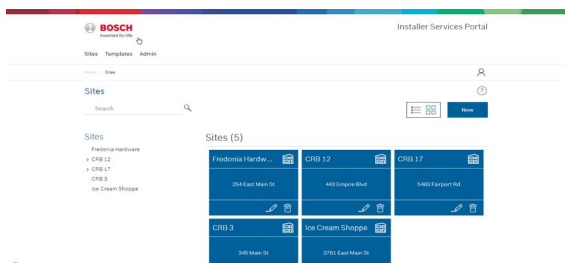 BOSCH
Invented for life
Installer Services Portal
Sites Templates Admin
Home Sites
Sites
Search
New
Sites
Fredonia Hardware
CRB 12
CRB 17
CRB 3
Ice Cream Shoppe
Sites (5)
Fredonia Hardw...
CRB 12
CRB 17
254 East Main St
443 Empire Blvd
5483 Fairport Rd
CRB 3
Ice Cream Shoppe
345 Main St
3761 East Main St